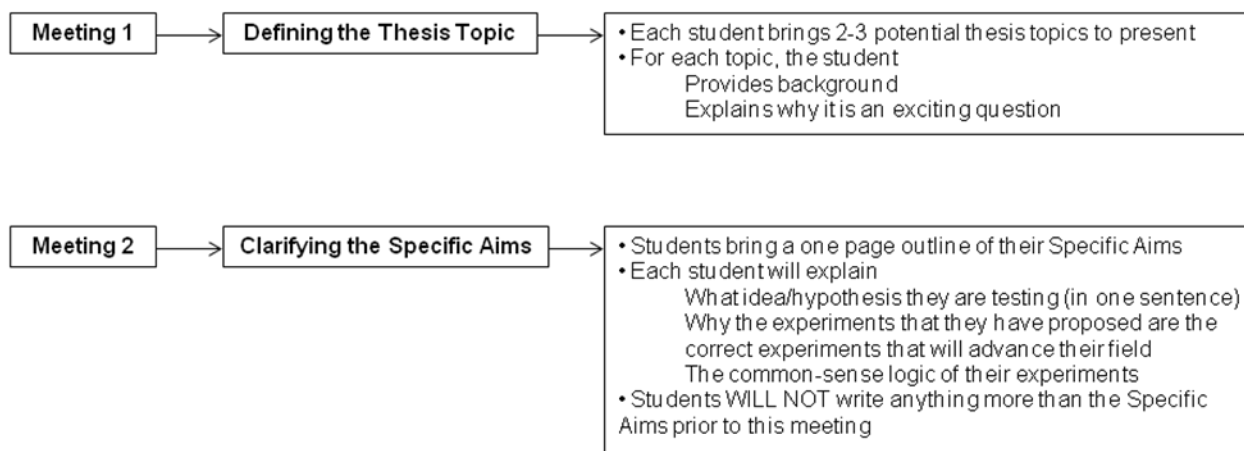 Meeting 1
Defining the Thesis Topic
• Each student brings 2-3 potential thesis topics to present
• For each topic, the student
Provides background
Explains why it is an exciting question
Meeting 2
Clarifying the Specific Aims
• Students bring a one page outline of their Specific Aims
• Each student will explain
What idea/hypothesis they are testing (in one sentence)
Why the experiments that they have proposed are the
correct experiments that will advance their field
The common-sense logic of their experiments
• Students WILL NOT write anything more than the Specific
Aims prior to this meeting